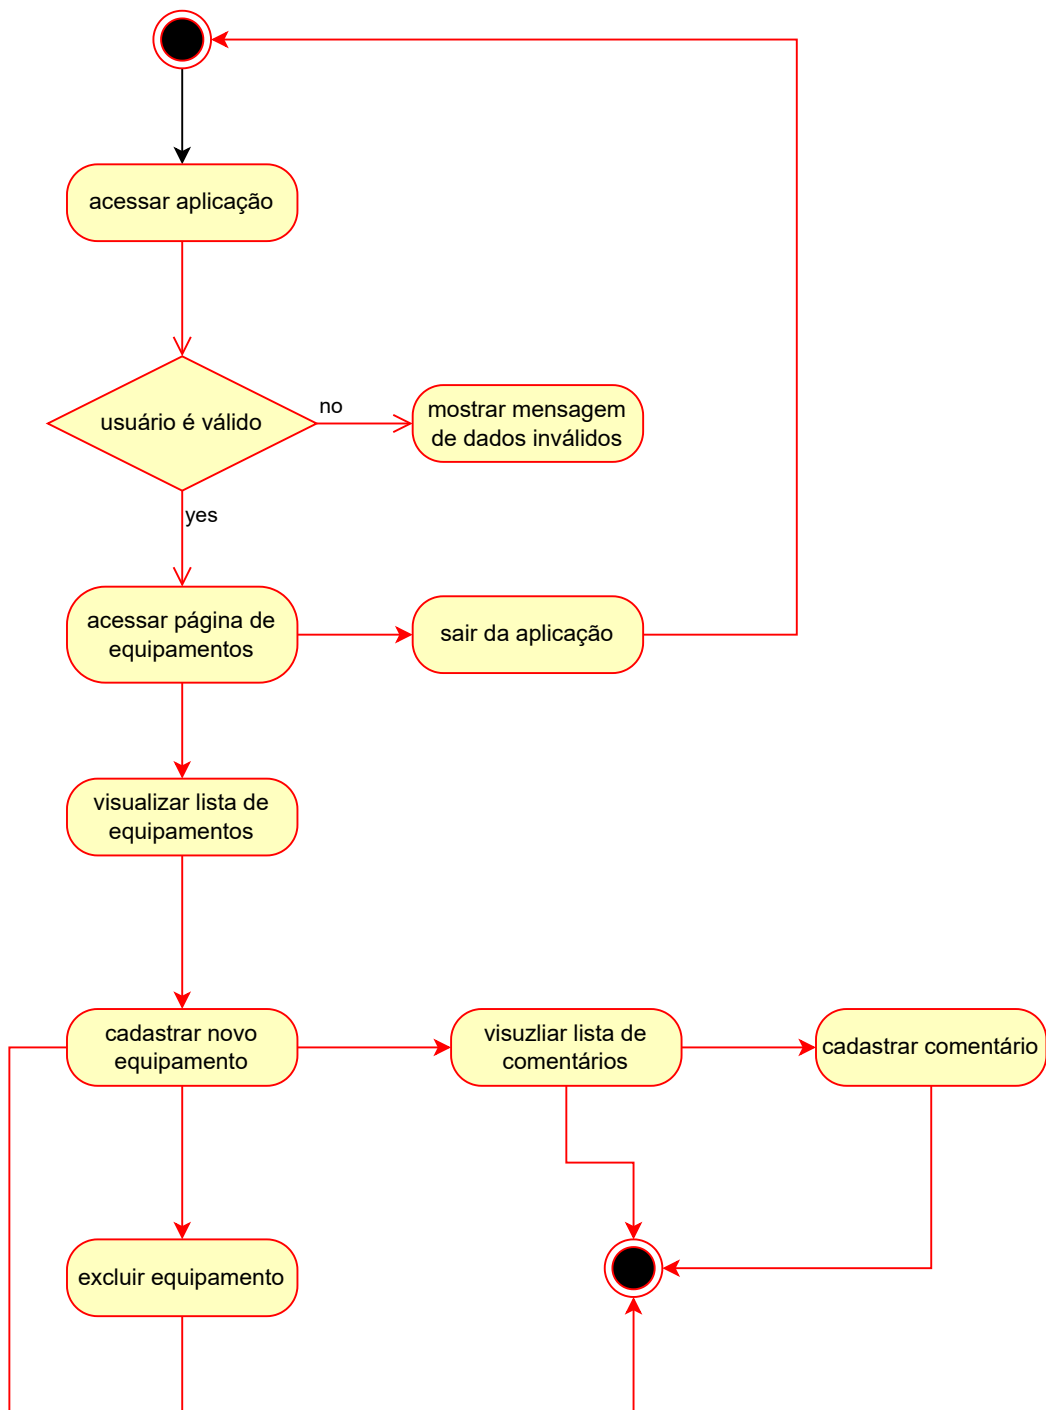 acessar aplicação
usuário é válido
no
mostrar mensagem
de dados inválidos
yes
acessar página de
equipamentos
sair da aplicação
visualizar lista de
equipamentos
cadastrar novo
equipamento
visuzliar lista de
comentários
cadastrar comentário
excluir equipamento